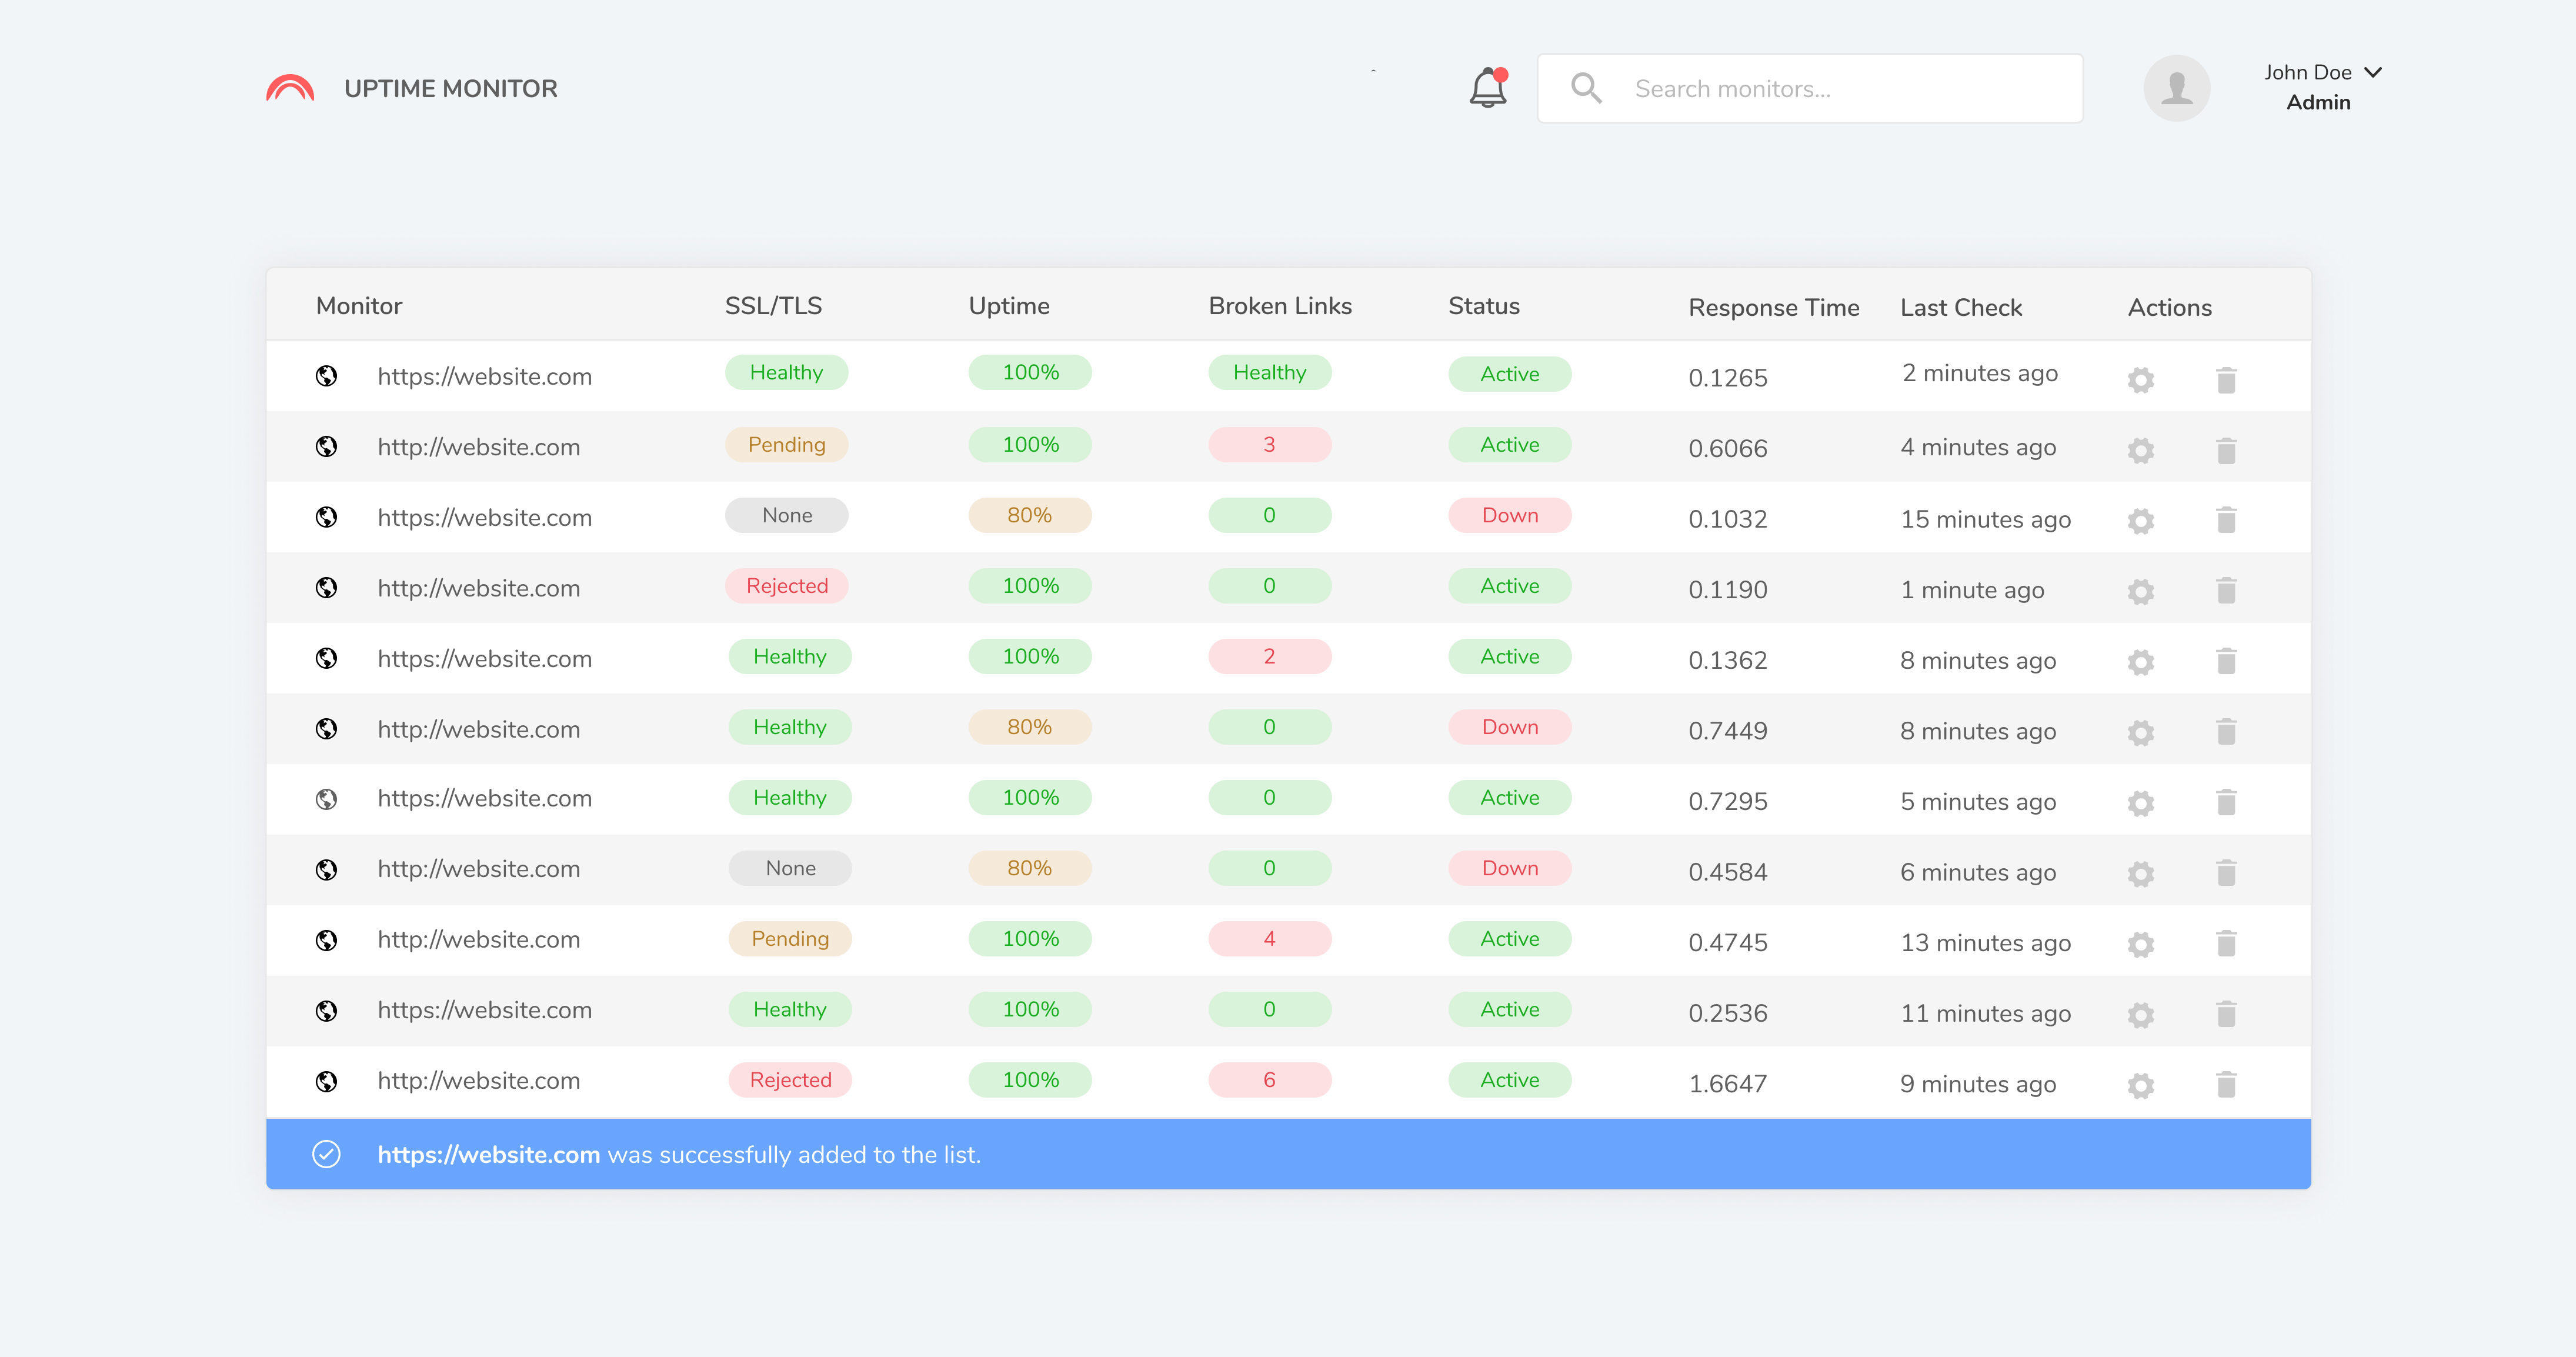 UPTIME MONITOR
Search monitors...
John Doe
Admin
Monitor SSL/TLS Uptime Broken Links Status Response Time Last Check Actions
https://website.com Healthy 100% Healthy Active 0.1265 2 minutes ago
http://website.com Pending 100% 3 Active 0.6066 4 minutes ago
https://website.com None 80% 0 Down 0.1032 15 minutes ago
http://website.com Rejected 100% 0 Active 0.1190 1 minute ago
https://website.com Healthy 100% 2 Active 0.1362 8 minutes ago
http://website.com Healthy 80% 0 Down 0.7449 8 minutes ago
https://website.com Healthy 100% 0 Active 0.7295 5 minutes ago
http://website.com None 80% 0 Down 0.4584 6 minutes ago
http://website.com Pending 100% 4 Active 0.4745 13 minutes ago
https://website.com Healthy 100% 0 Active 0.2536 11 minutes ago
http://website.com Rejected 100% 6 Active 1.6647 9 minutes ago
https://website.com was successfully added to the list.